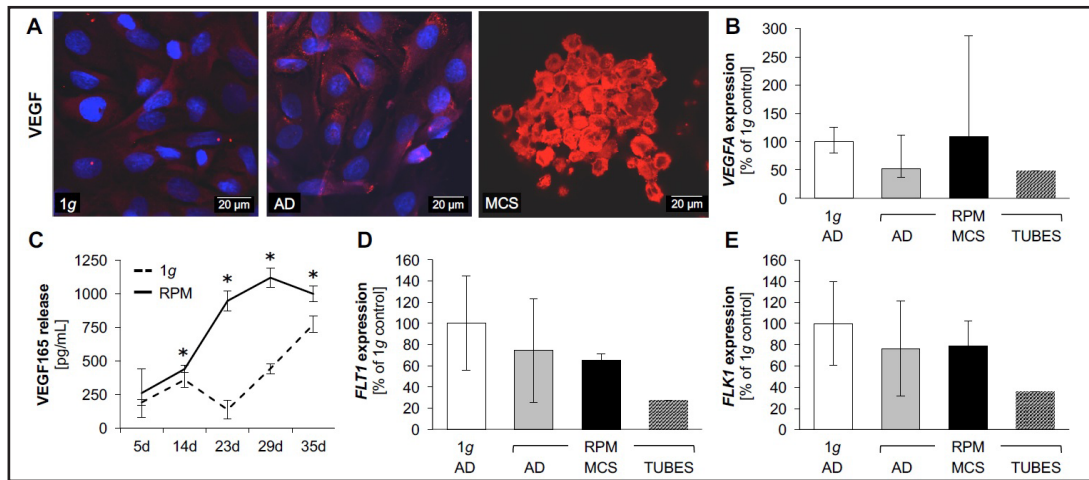 A
VEGF
1g
20 µm
AD
20 µm
MCS
20 µm
B
VEGFA expression
[% of 1g control]
300
250
200
150
100
50
0
1g
AD
AD
RPM
MCS
TUBES
C
VEGF165 release
[pg/mL]
1250
1000
750
500
250
0
1g
RPM
*
*
*
*
5d 14d 23d 29d 35d
D
FLT1 expression
[% of 1g control]
160
140
120
100
80
60
40
20
0
1g
AD
AD
RPM
MCS
TUBES
E
FLK1 expression
[% of 1g control]
160
140
120
100
80
60
40
20
0
1g
AD
AD
RPM
MCS
TUBES